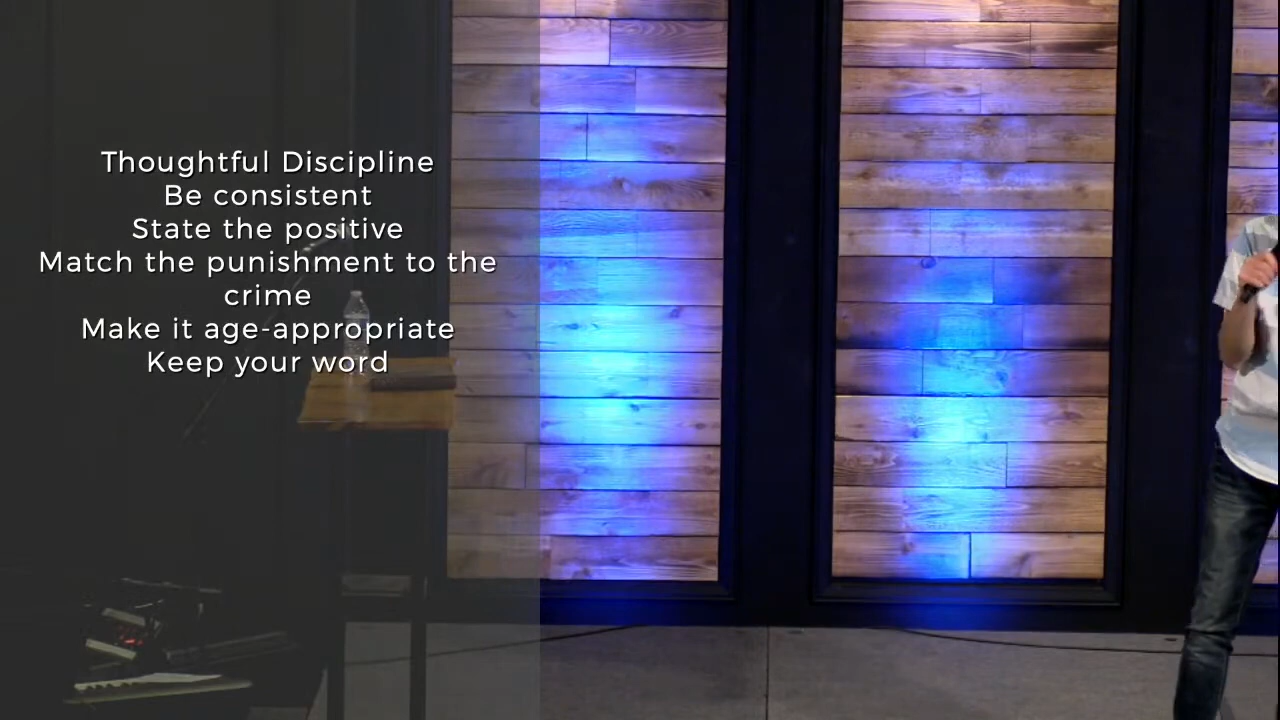 Thoughtful Discipline
Be consistent
State the positive
Match the punishment to the
crime
Make it age-appropriate
Keep your word